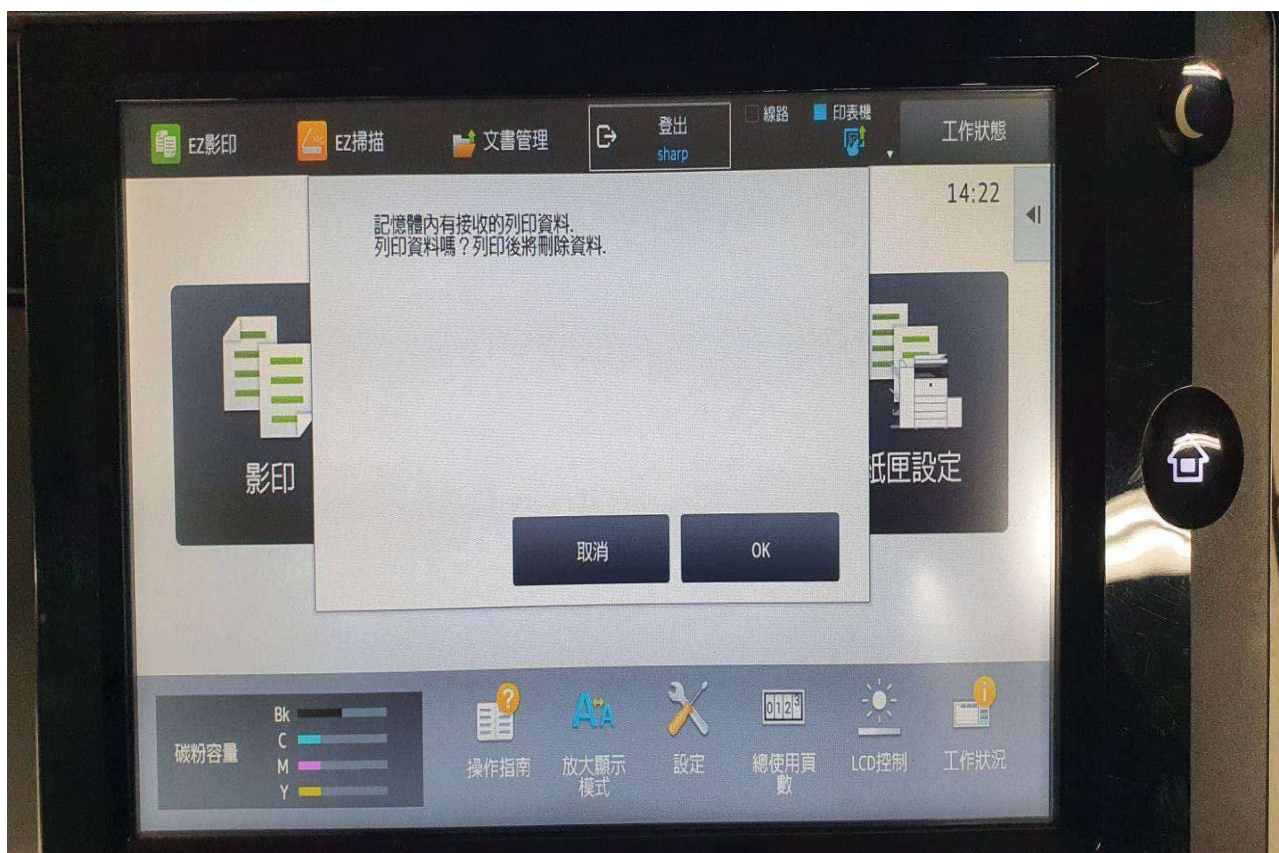 EZ影印
EZ掃描
文書管理
登出
sharp
線路
印表機
工作狀態
14:22
記憶體內有接收的列印資料.
列印資料嗎？列印後將刪除資料.
影印
紙匣設定
取消
OK
碳粉容量
Bk
C
M
Y
操作指南
放大顯示
模式
設定
0123
總使用頁
數
LCD控制
工作狀況